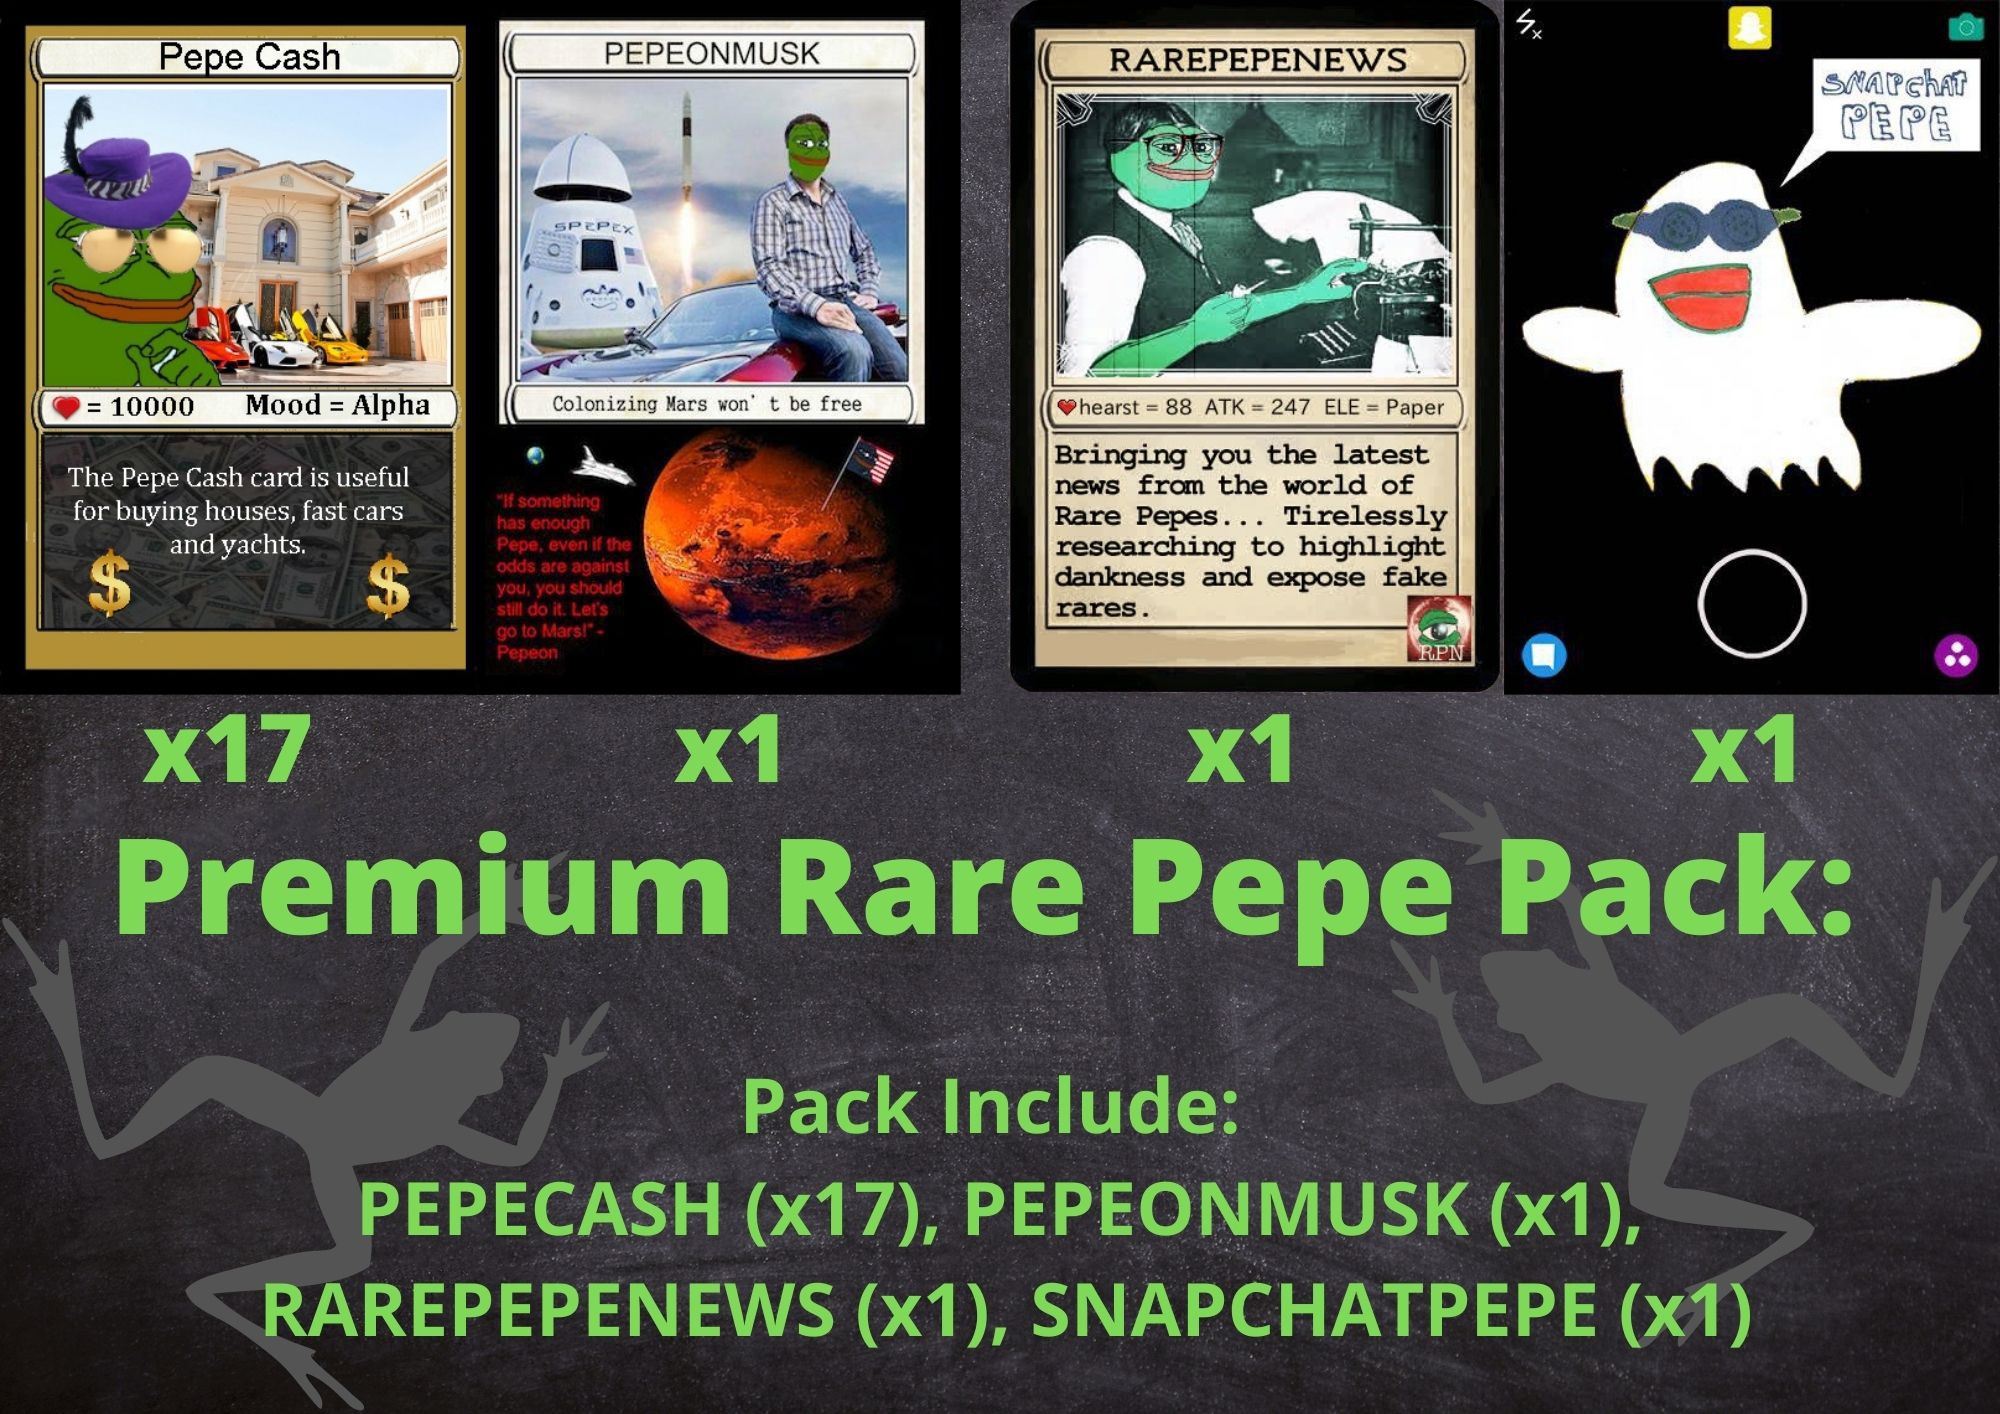 Pepe Cash
= 10000 Mood = Alpha
The Pepe Cash card is useful
for buying houses, fast cars
and yachts.
$ $
PEPEONMUSK
SPEPEX
Colonizing Mars won't be free
"If something
has enough
Pepe, even if the
odds are against
you, you should
still do it. Let's
go to Mars!" -
Pepeon
RAREPEPENEWS
hearst = 88 ATK = 247 ELE = Paper
Bringing you the latest
news from the world of
Rare Pepes... Tirelessly
researching to highlight
dankness and expose fake
rares.
RPN
SNAPchAT
PEPE
x17 x1 x1 x1
Premium Rare Pepe Pack:
Pack Include:
PEPECASH (x17), PEPEONMUSK (x1),
RAREPEPENEWS (x1), SNAPCHATPEPE (x1)